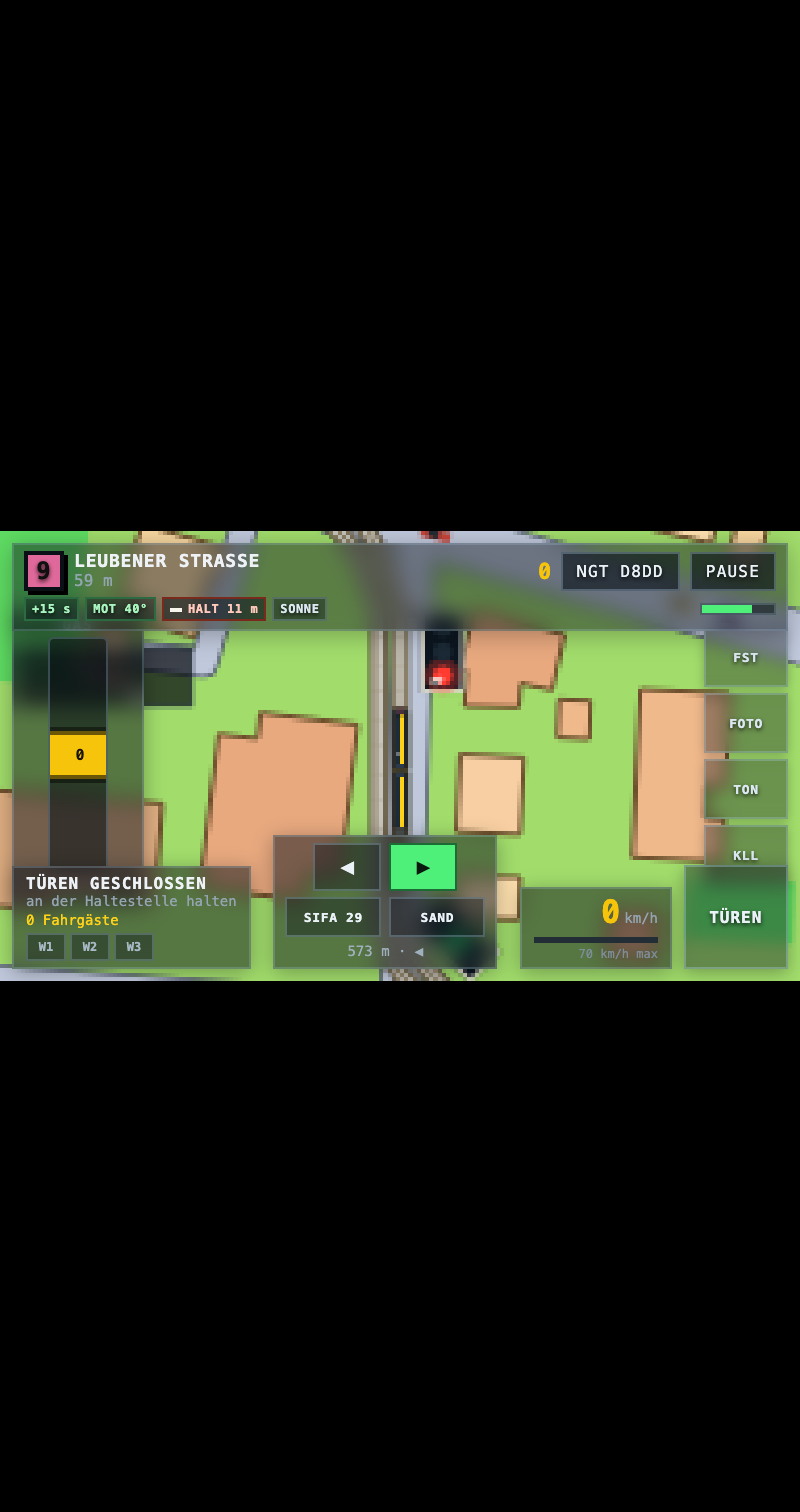 9 LEUBENER STRASSE
59 m
0 NGT D8DD PAUSE
+15 s MOT 40° HALT 11 m SONNE
FST
FOTO
TON
KLL
0
TÜREN GESCHLOSSEN
an der Haltestelle halten
0 Fahrgäste
W1 W2 W3
◀ ▶
SIFA 29 SAND
573 m · ◀
0 km/h
70 km/h max
TÜREN